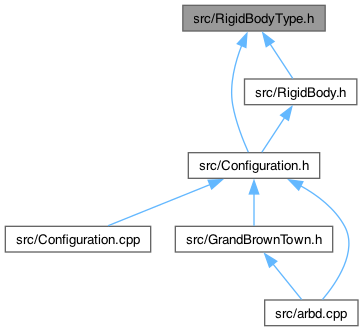 src/RigidBodyType.h
src/RigidBody.h
src/Configuration.h
src/Configuration.cpp
src/GrandBrownTown.h
src/arbd.cpp